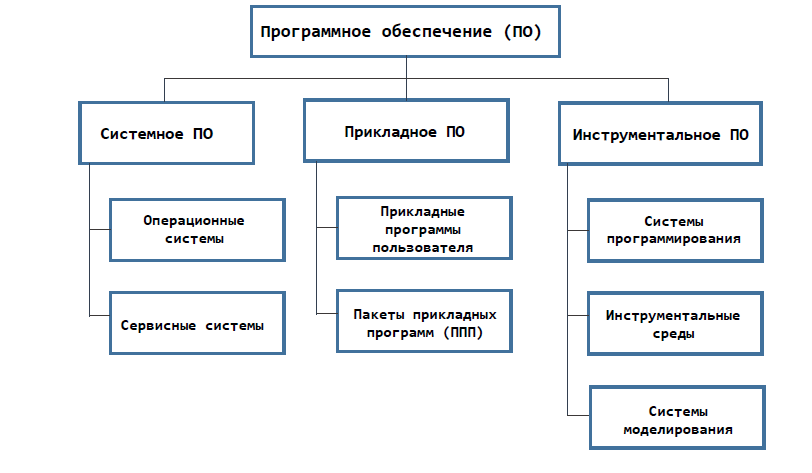 Программное обеспечение (ПО)
Системное ПО
Прикладное ПО
Инструментальное ПО
Операционные
системы
Прикладные
программы
пользователя
Системы
программирования
Сервисные системы
Пакеты прикладных
программ (ППП)
Инструментальные
среды
Системы
моделирования